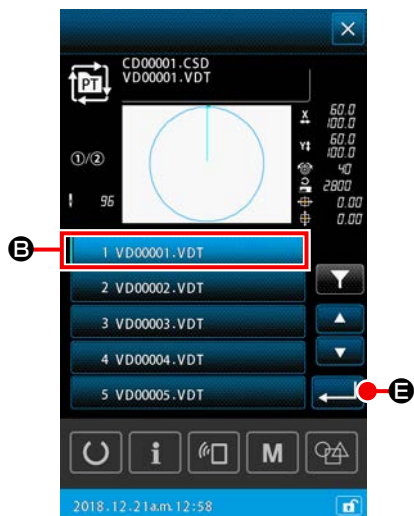 CD00001.CSD
VD00001.VDT
PT
X 60.0
100.0
Y 60.0
100.0
①/②
40
2800
96
0.00
0.00
B
1 VD00001.VDT
2 VD00002.VDT
3 VD00003.VDT
4 VD00004.VDT
5 VD00005.VDT
E
i
M
2018.12.21a.m.12:58